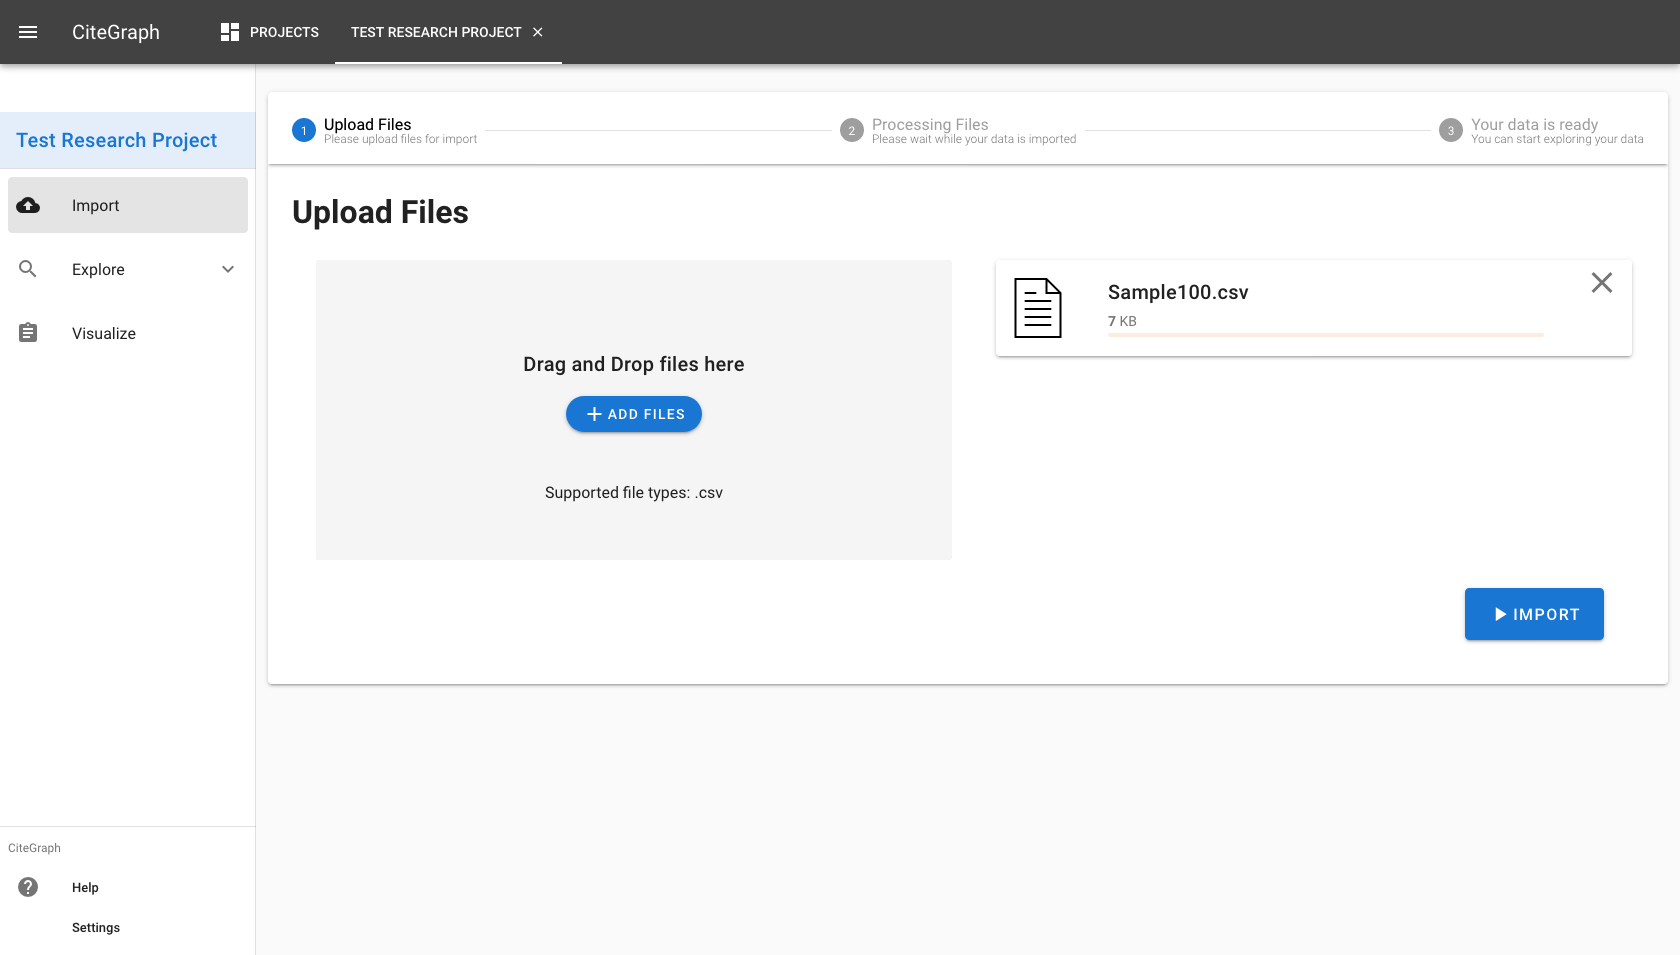 CiteGraph
PROJECTS
TEST RESEARCH PROJECT
Test Research Project
Import
Explore
Visualize
CiteGraph
Help
Settings
1
Upload Files
Please upload files for import
2
Processing Files
Please wait while your data is imported
3
Your data is ready
You can start exploring your data
Upload Files
Drag and Drop files here
ADD FILES
Supported file types: .csv
Sample100.csv
7 KB
IMPORT